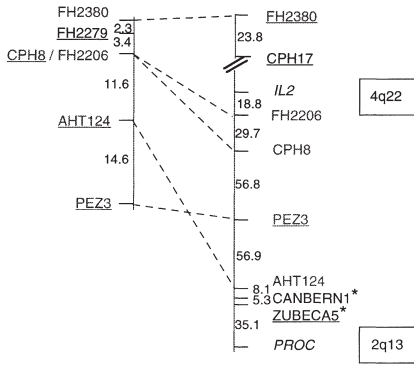 FH2380
2.3
FH2279
3.4
CPH8 / FH2206
11.6
AHT124
14.6
PEZ3
FH2380
23.8
CPH17
IL2
18.8
FH2206
29.7
CPH8
56.8
PEZ3
56.9
AHT124
8.1
CANBERN1*
5.3
ZUBECA5*
35.1
PROC
4q22
2q13